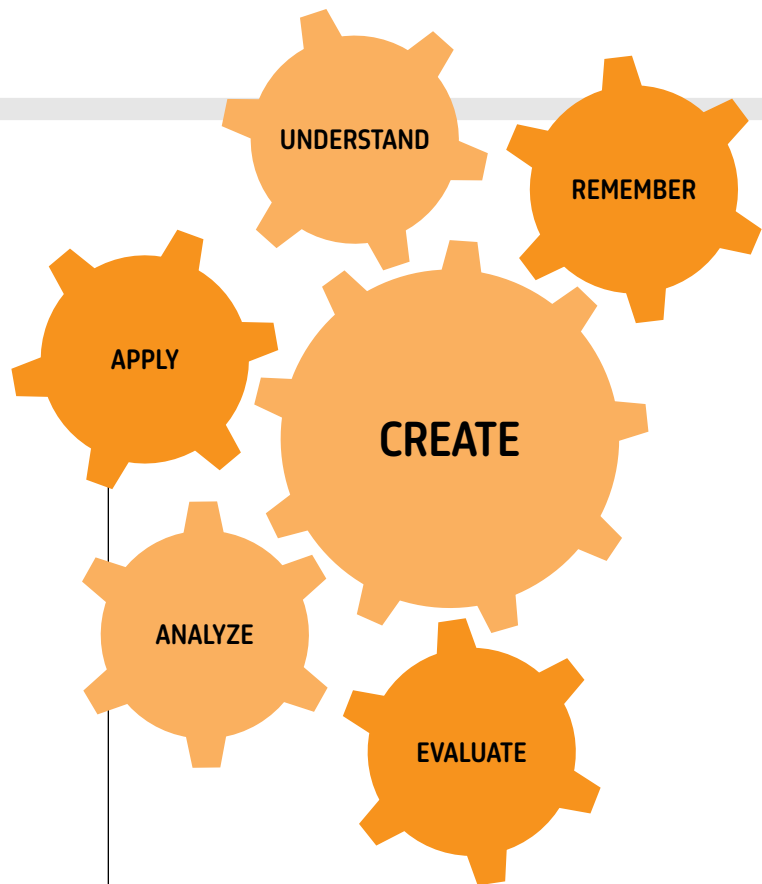 UNDERSTAND
REMEMBER
APPLY
CREATE
ANALYZE
EVALUATE